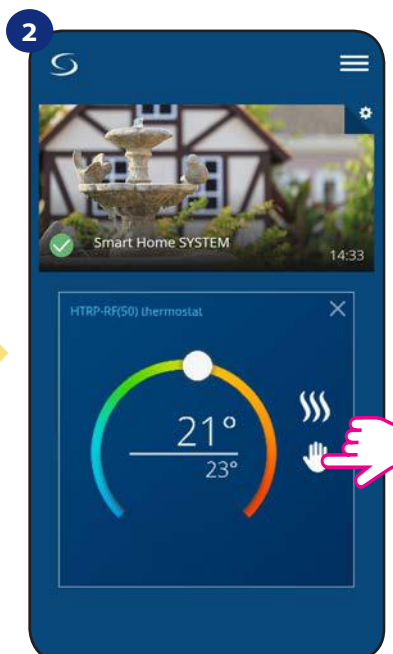 2
Smart Home SYSTEM
14:33
HTRP-RF(50) thermostat
21°
23°